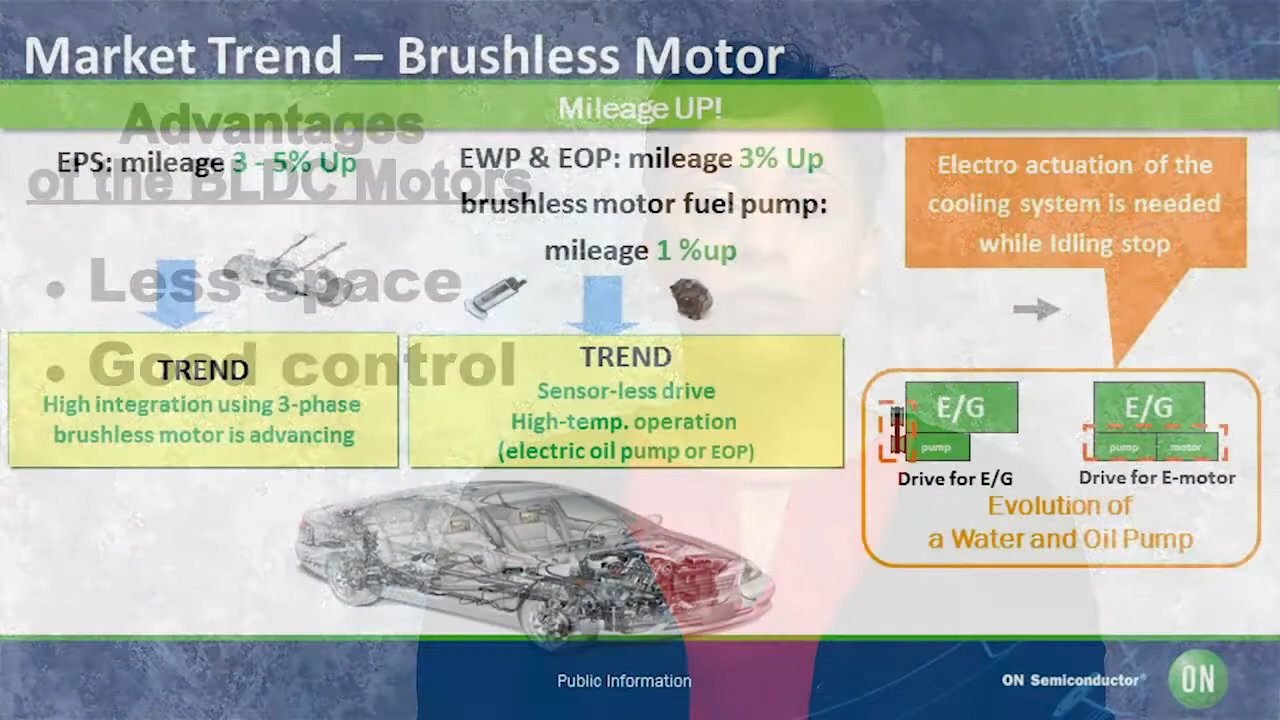 Market Trend – Brushless Motor
Mileage UP!
Advantages
of the BLDC Motors
• Less space
• Good control
EPS: mileage 3 - 5% Up
EWP & EOP: mileage 3% Up
brushless motor fuel pump:
mileage 1 %up
Electro actuation of the
cooling system is needed
while Idling stop
TREND
High integration using 3-phase
brushless motor is advancing
TREND
Sensor-less drive
High-temp. operation
(electric oil pump or EOP)
E/G
pump
Drive for E/G
E/G
pump
motor
Drive for E-motor
Evolution of
a Water and Oil Pump
Public Information
ON Semiconductor®
ON